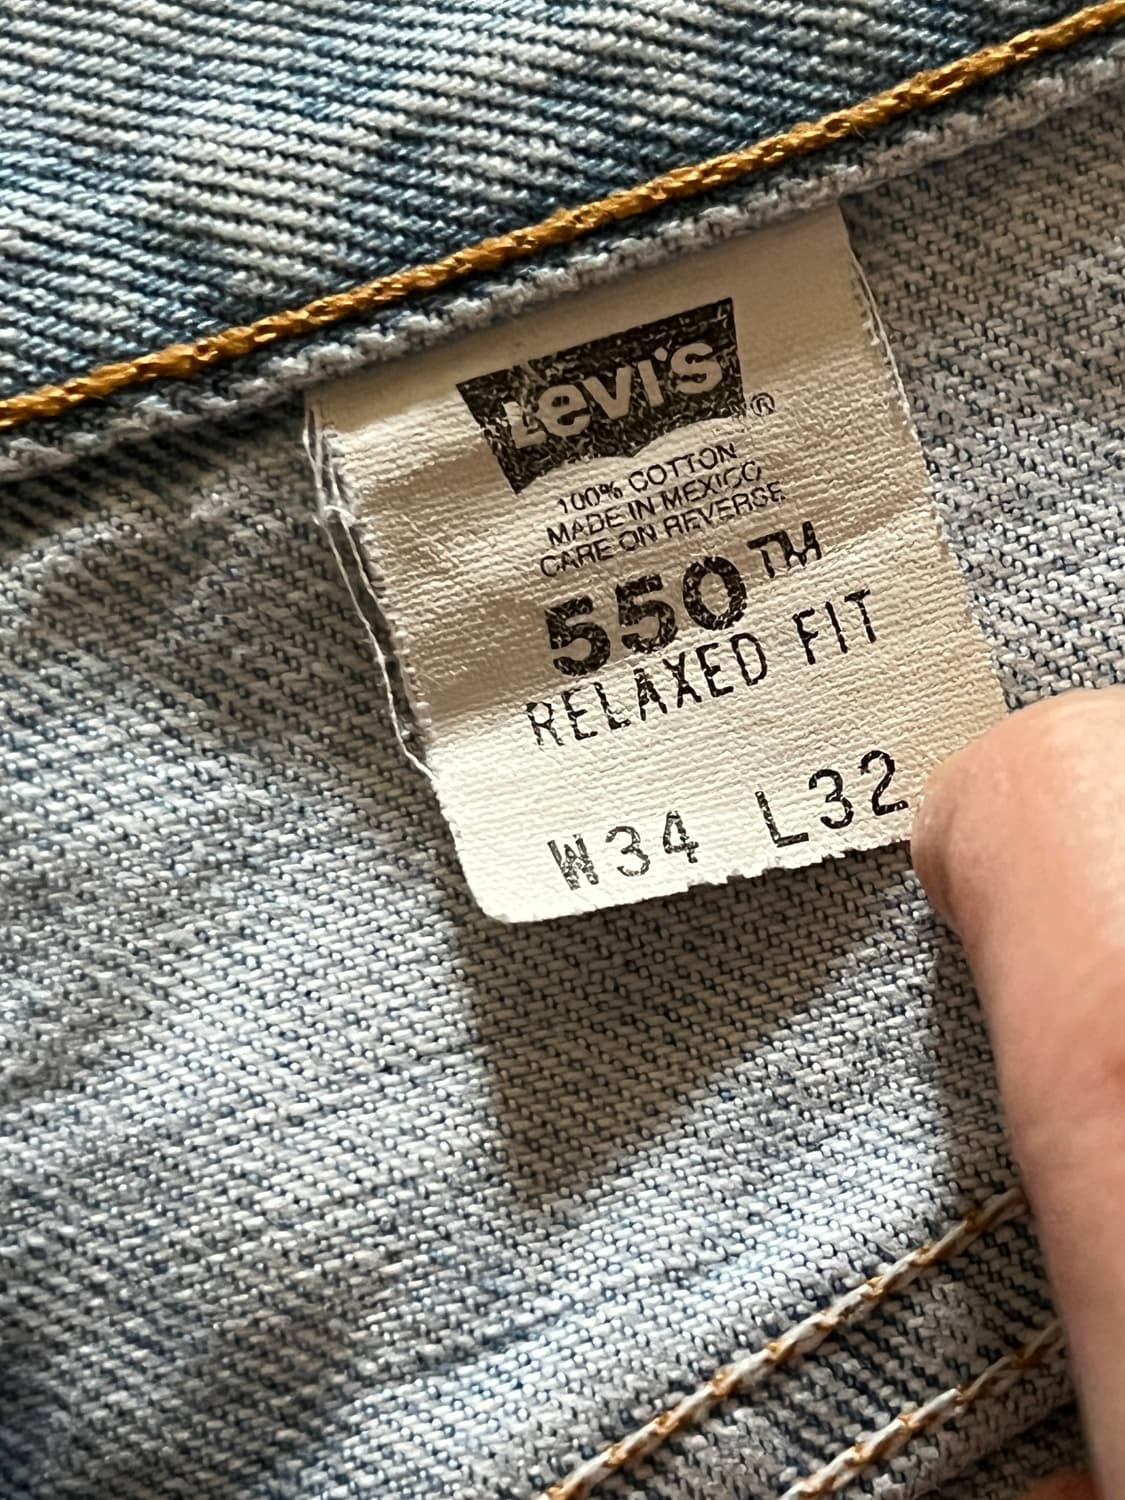 Levi's ®
100% COTTON
MADE IN MEXICO
CARE ON REVERSE
550™
RELAXED FIT
W34 L32